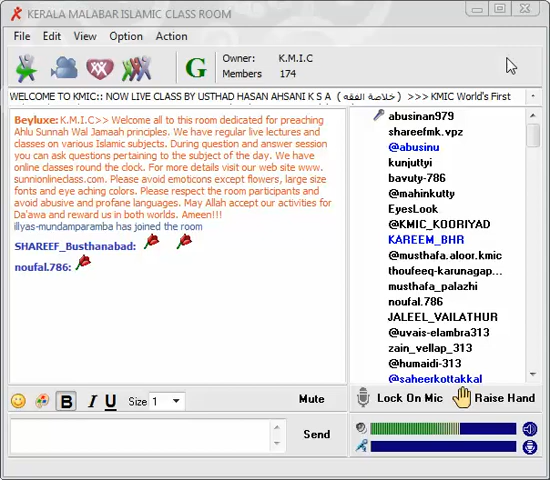 KERALA MALABAR ISLAMIC CLASS ROOM
File Edit View Option Action
G
Owner: K.M.I.C
Members 174
WELCOME TO KMIC:: NOW LIVE CLASS BY USTHAD HASAN AHSANI K S A (خلاصة الفقه) >>> KMIC World's First
Beyluxe: K.M.I.C>> Welcome all to this room dedicated for preaching
Ahlu Sunnah Wal Jamaah principles. We have regular live lectures and
classes on various Islamic subjects. During question and answer session
you can ask questions pertaining to the subject of the day. We have
online classes round the clock. For more details visit our web site www.
sunnionlineclass.com. Please avoid emoticons except flowers, large size
fonts and eye aching colors. Please respect the room participants and
avoid abusive and profane languages. May Allah accept our activities for
Da'awa and reward us in both worlds. Ameen!!!
illyas-mundamparamba has joined the room
SHAREEF_Busthanabad:
noufal.786:
abusinan979
shareefmk.vpz
@abusinu
kunjuttyi
bavuty-786
@mahinkutty
EyesLook
@KMIC_KOORIYAD
KAREEM_BHR
@musthafa.aloor.kmic
thoufeeq-karunagap...
musthafa_palazhi
noufal.786
JALEEL_VAILATHUR
@uvais-elambra313
zain_vellap_313
@humaidi-313
@saheerkottakkal
B I U Size 1 Mute
Lock On Mic Raise Hand
Send